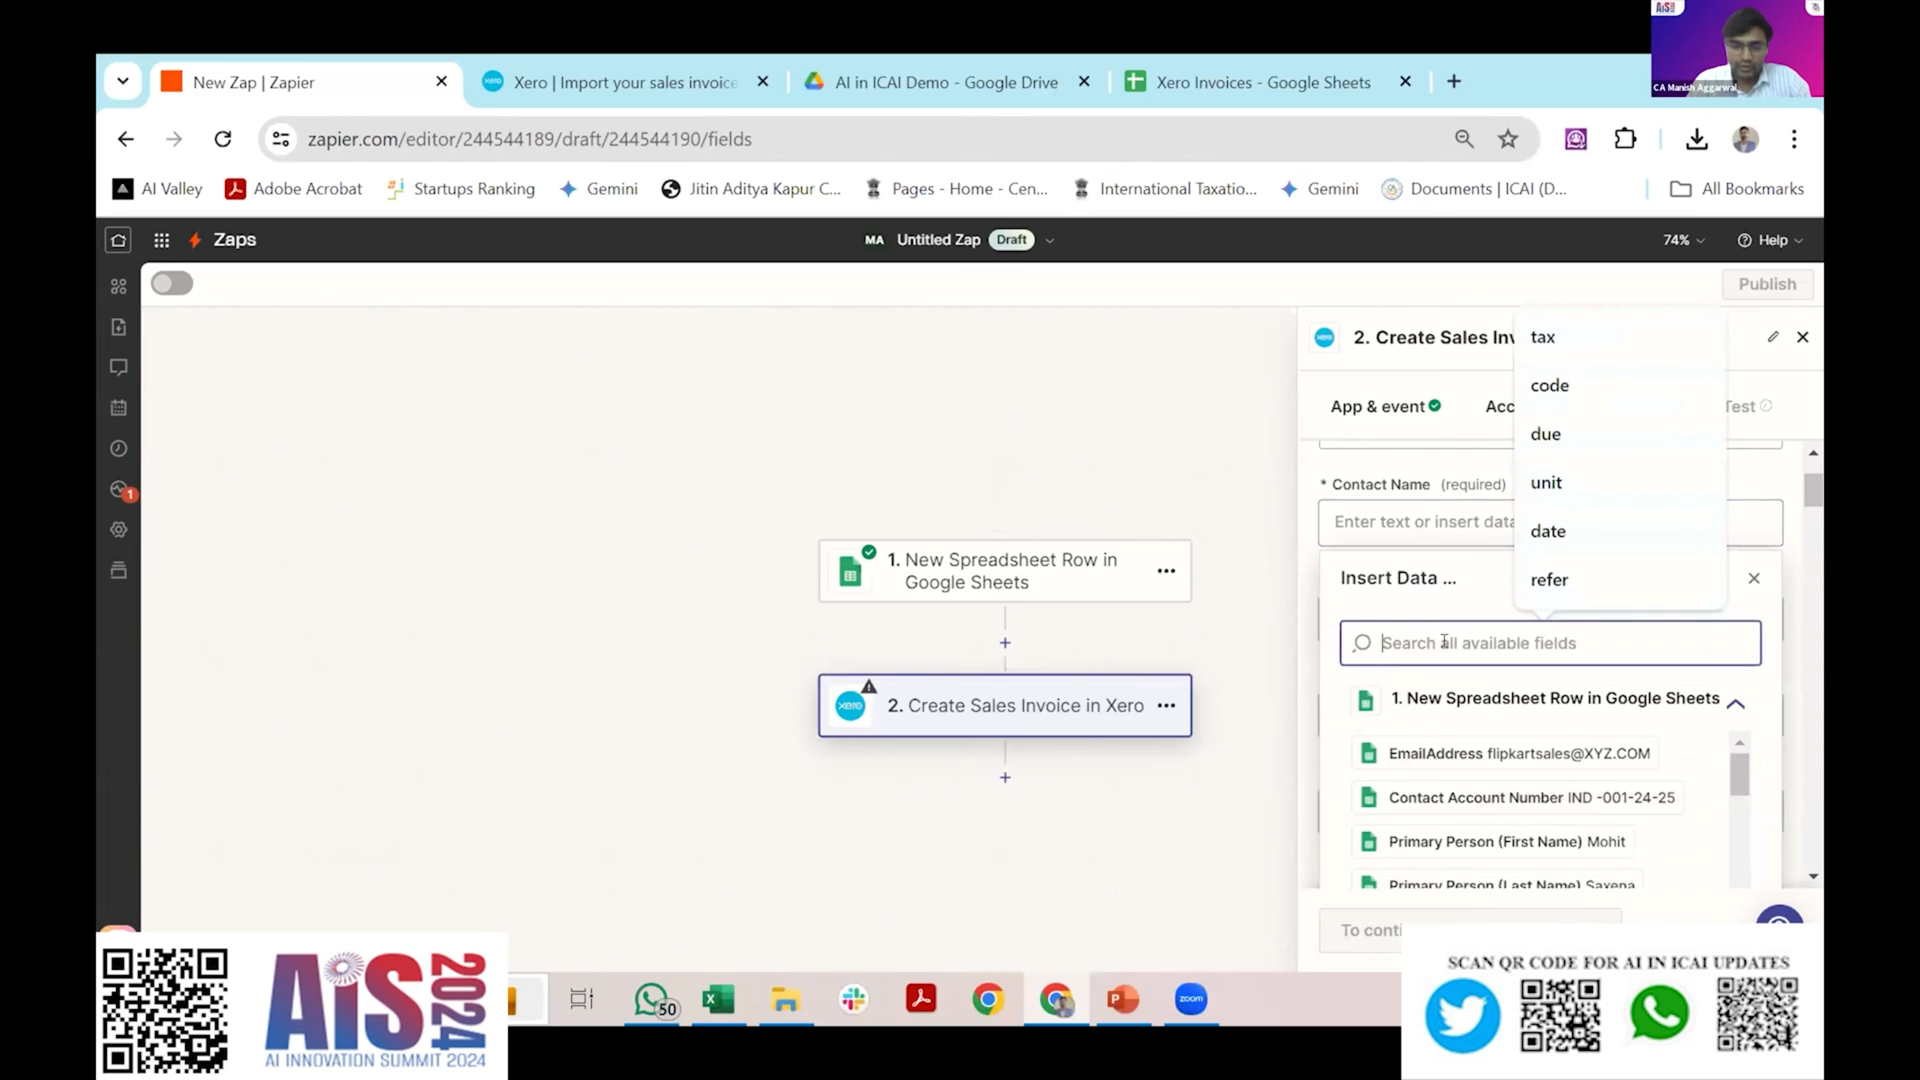 AiS
CA Manish Aggarwal
New Zap | Zapier
xero
Xero | Import your sales invoice
AI in ICAI Demo - Google Drive
Xero Invoices - Google Sheets
zapier.com/editor/244544189/draft/244544190/fields
AI Valley
Adobe Acrobat
Startups Ranking
Gemini
Jitin Aditya Kapur C...
Pages - Home - Cen...
International Taxatio...
Gemini
Documents | ICAI (D...
All Bookmarks
Zaps
MA
Untitled Zap
Draft
74%
Help
Publish
2. Create Sales Inv
tax
code
due
unit
date
refer
App & event
Acc
Test
* Contact Name (required)
Enter text or insert data
Insert Data ...
Search all available fields
1. New Spreadsheet Row in Google Sheets
EmailAddress flipkartsales@XYZ.COM
Contact Account Number IND -001-24-25
Primary Person (First Name) Mohit
Primary Person (Last Name) Saxena
To conti
1. New Spreadsheet Row in
Google Sheets
xero
2. Create Sales Invoice in Xero
1
AiS 2024
AI INNOVATION SUMMIT 2024
50
zoom
SCAN QR CODE FOR AI IN ICAI UPDATES